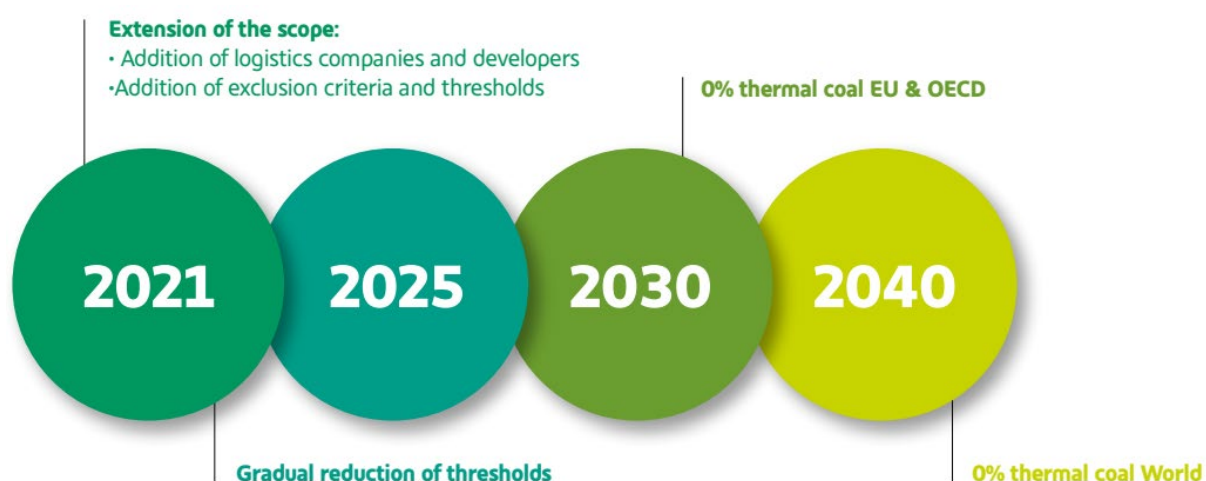 Extension of the scope:
· Addition of logistics companies and developers
·Addition of exclusion criteria and thresholds
0% thermal coal EU & OECD
2021
2025
2030
2040
Gradual reduction of thresholds
0% thermal coal World